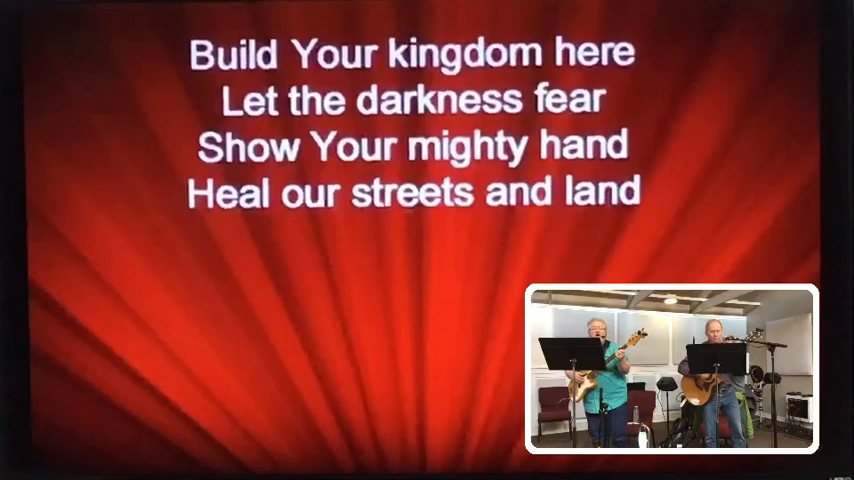 Build Your kingdom here
Let the darkness fear
Show Your mighty hand
Heal our streets and land